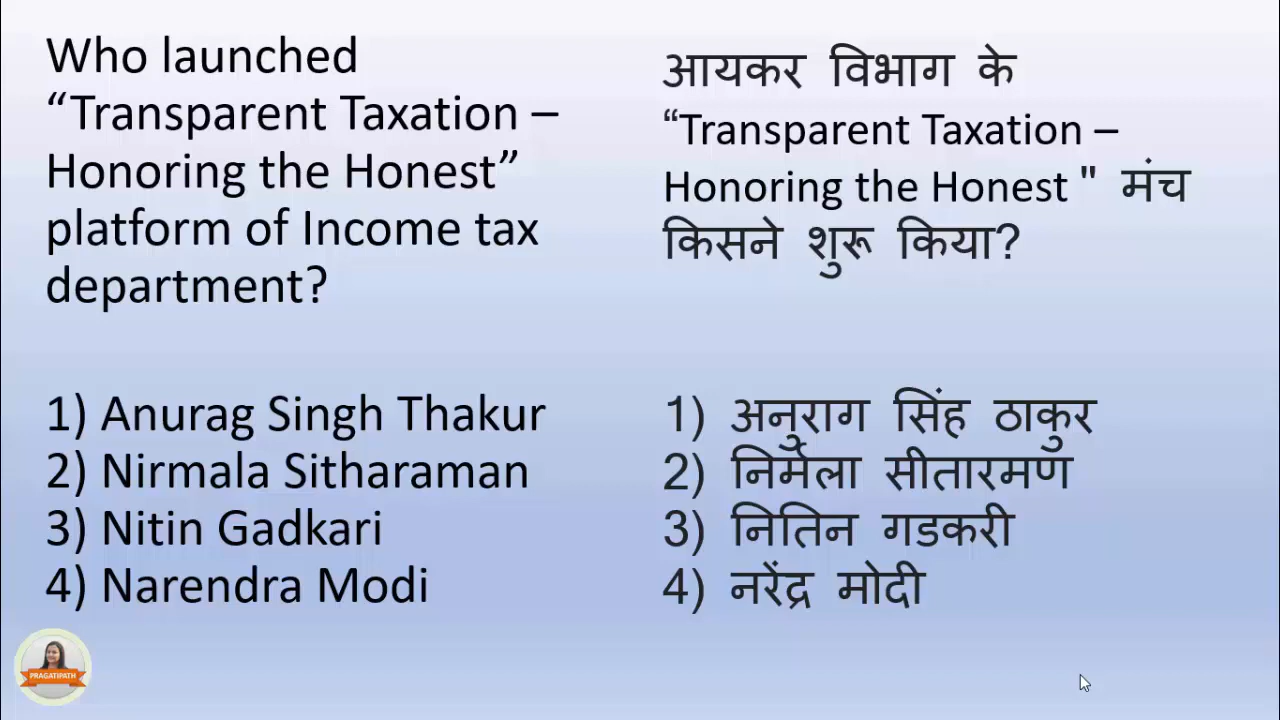 Who launched
“Transparent Taxation –
Honoring the Honest”
platform of Income tax
department?
1) Anurag Singh Thakur
2) Nirmala Sitharaman
3) Nitin Gadkari
4) Narendra Modi
आयकर विभाग के
“Transparent Taxation –
Honoring the Honest " मंच
किसने शुरू किया?
1) अनुराग सिंह ठाकुर
2) निर्मला सीतारमण
3) नितिन गडकरी
4) नरेंद्र मोदी
PRAGATIPATH